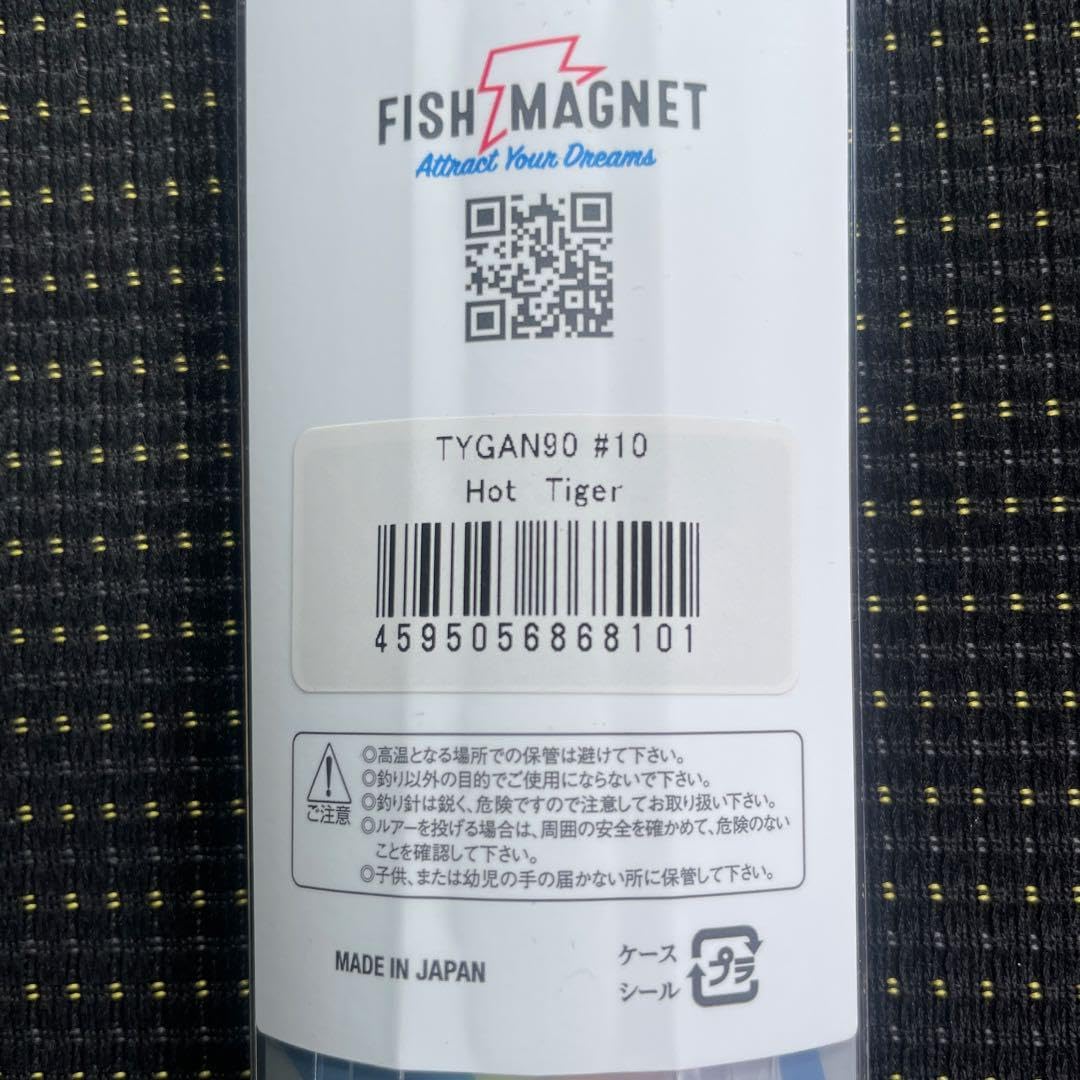 FISH MAGNET
Attract Your Dreams
TYGAN90 #10
Hot Tiger
4595056868101
ご注意
◎高温となる場所での保管は避けて下さい。
◎釣り以外の目的でご使用にならないで下さい。
◎釣り針は鋭く、危険ですので注意してお取り扱い下さい。
◎ルアーを投げる場合は、周囲の安全を確かめて、危険のない
ことを確認して下さい。
◎子供、または幼児の手の届かない所に保管して下さい。
MADE IN JAPAN
ケース
シール
プラ